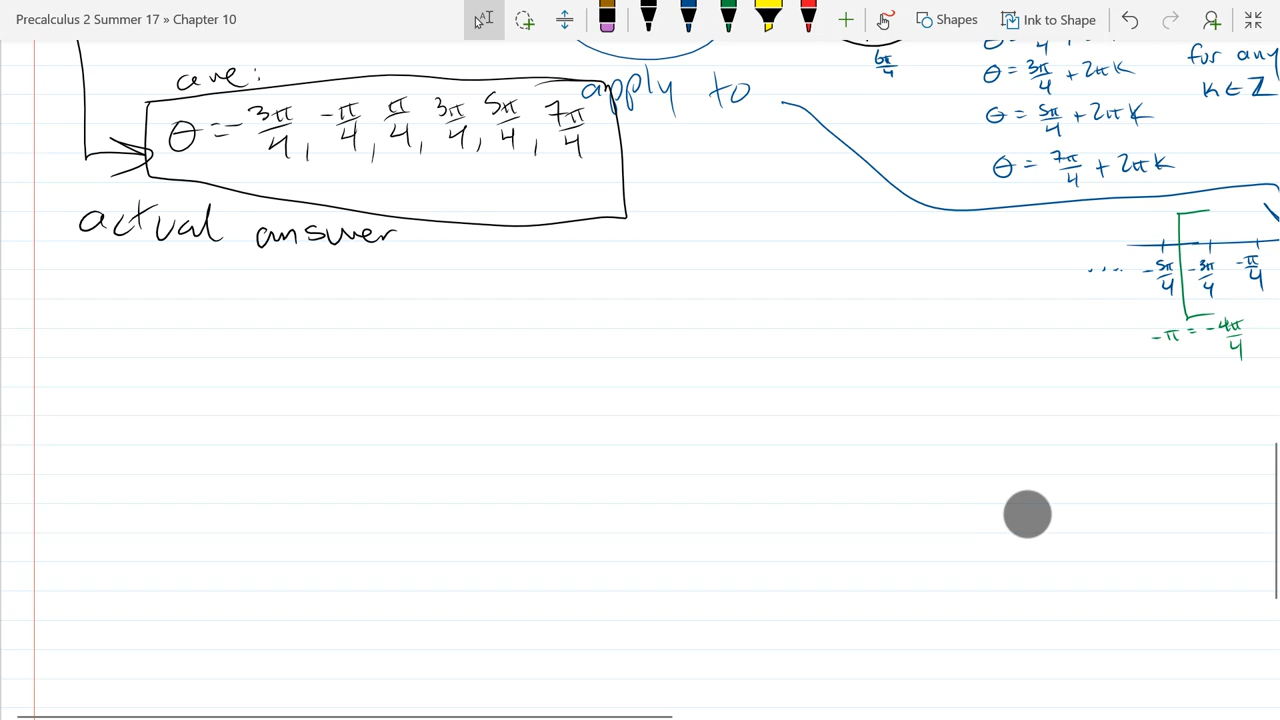 Precalculus 2 Summer 17 » Chapter 10
Shapes
Ink to Shape
are:
θ = -3π/4, -π/4, π/4, 3π/4, 5π/4, 7π/4
actual answer
apply to
6π/4
θ = 3π/4 + 2πk
θ = 5π/4 + 2πk
θ = 7π/4 + 2πk
for any
k ∈ ℤ
... -5π/4 -3π/4 -π/4
-π = -4π/4